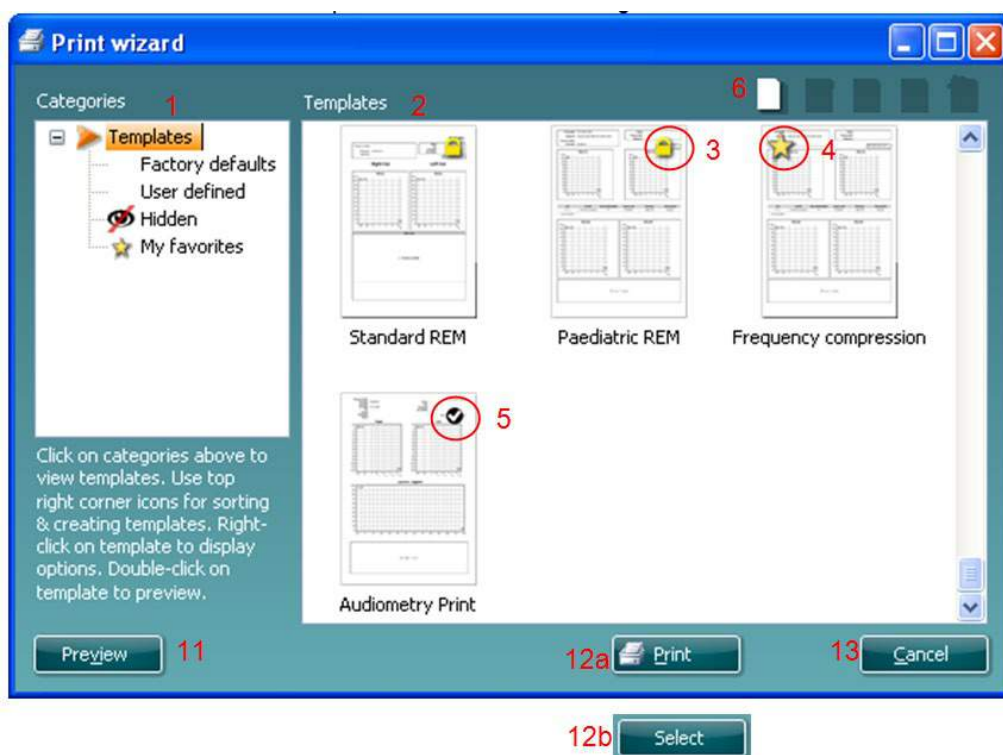 Print wizard
Categories 1
Templates 2
6
Templates
Factory defaults
User defined
Hidden
My favorites
3
4
Standard REM
Paediatric REM
Frequency compression
5
Audiometry Print
Click on categories above to
view templates. Use top
right corner icons for sorting
& creating templates. Right-
click on template to display
options. Double-click on
template to preview.
Preview 11
12a Print
13 Cancel
12b Select